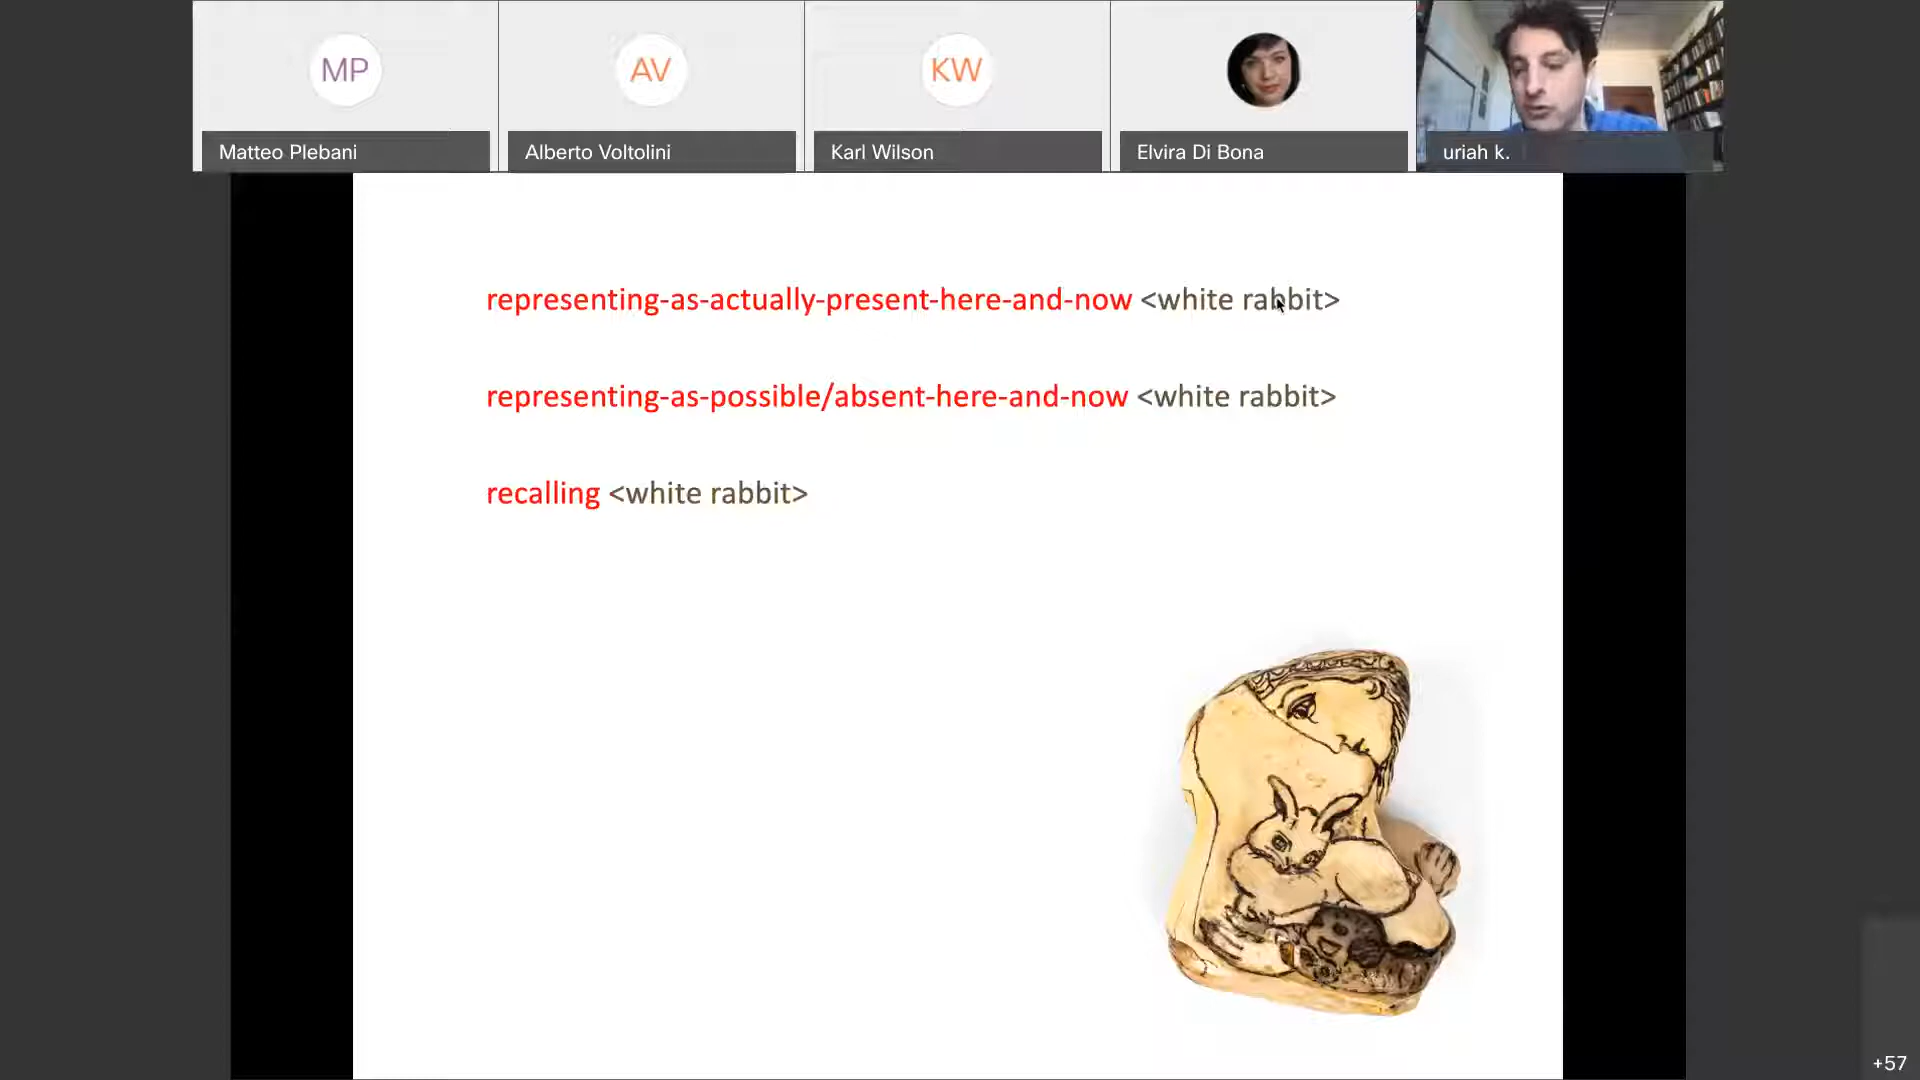 MP
AV
KW
Matteo Plebani
Alberto Voltolini
Karl Wilson
Elvira Di Bona
uriah k.
representing-as-actually-present-here-and-now <white rabbit>
representing-as-possible/absent-here-and-now <white rabbit>
recalling <white rabbit>
+57